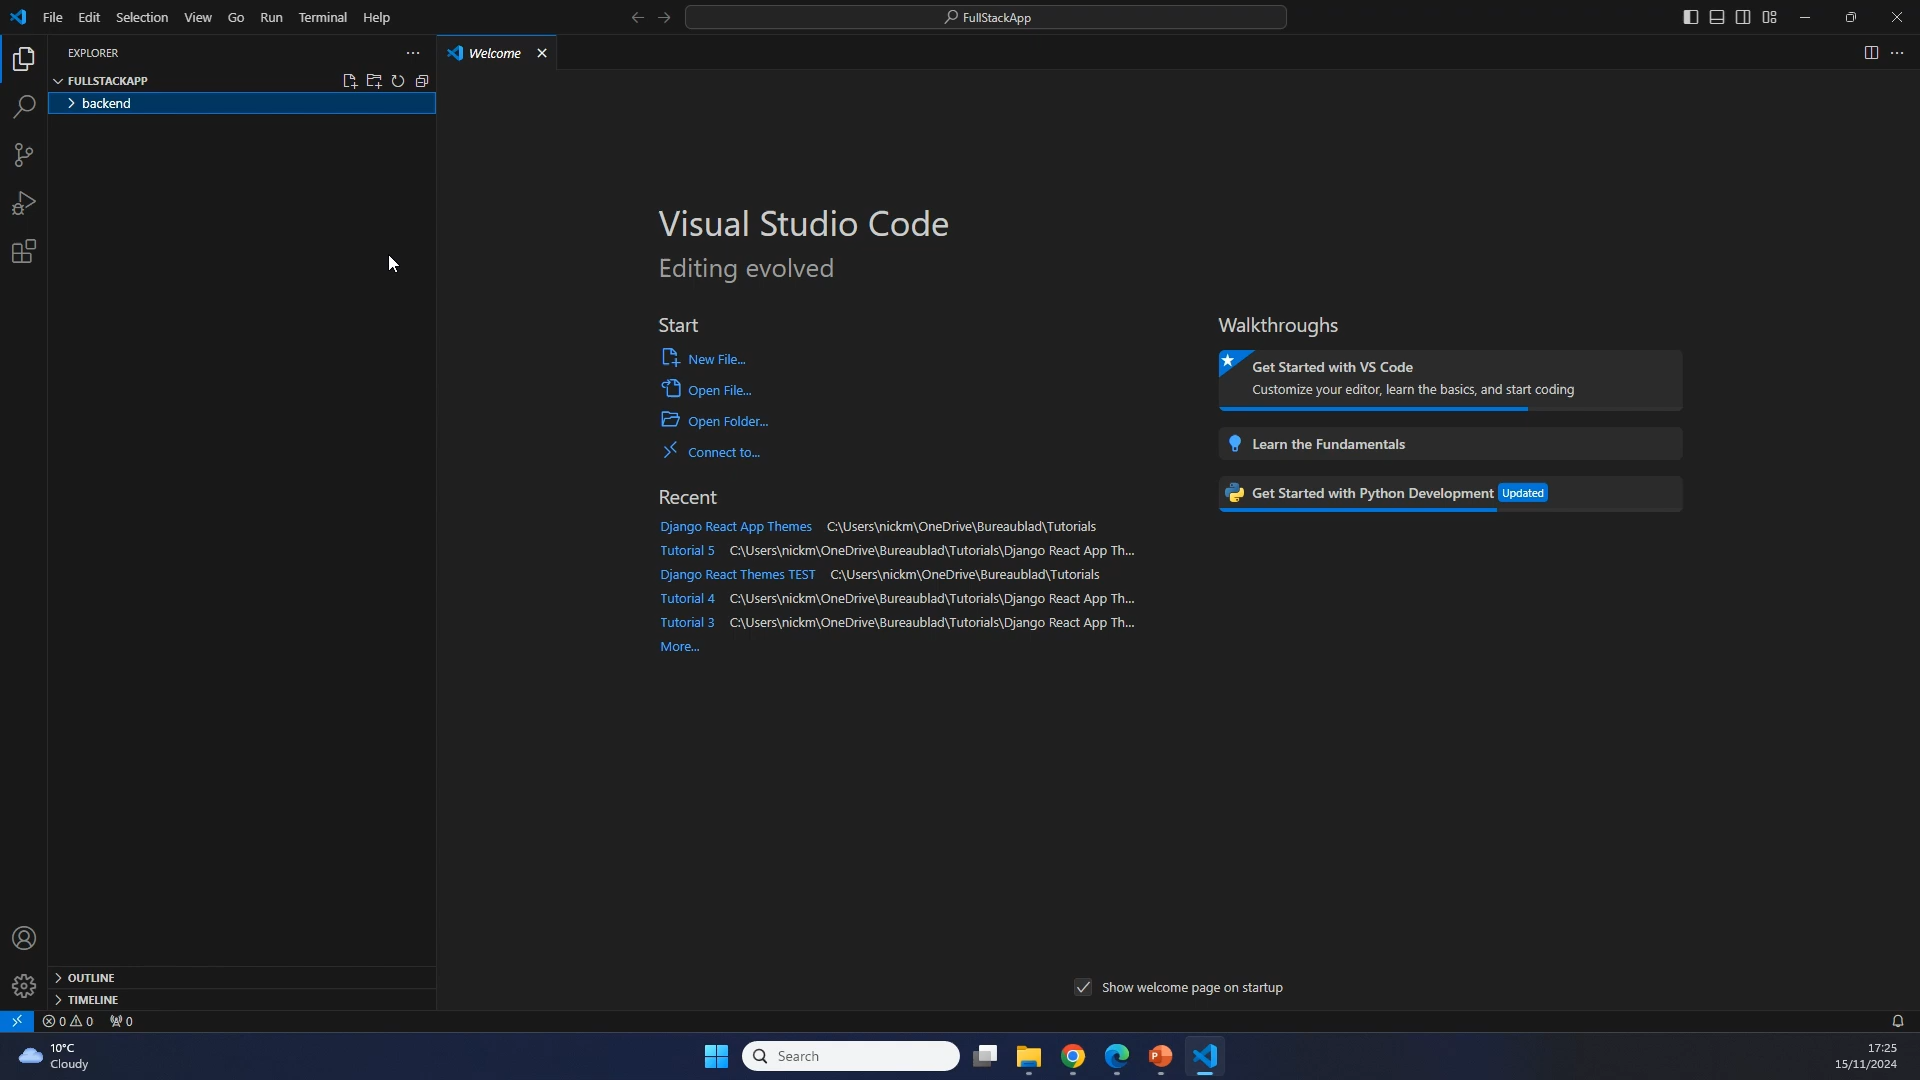 File Edit Selection View Go Run Terminal Help
FullStackApp
EXPLORER
Welcome
FULLSTACKAPP
backend
Visual Studio Code
Editing evolved
Start
New File...
Open File...
Open Folder...
Connect to...
Recent
Django React App Themes C:\Users\nickm\OneDrive\Bureaublad\Tutorials
Tutorial 5 C:\Users\nickm\OneDrive\Bureaublad\Tutorials\Django React App Th...
Django React Themes TEST C:\Users\nickm\OneDrive\Bureaublad\Tutorials
Tutorial 4 C:\Users\nickm\OneDrive\Bureaublad\Tutorials\Django React App Th...
Tutorial 3 C:\Users\nickm\OneDrive\Bureaublad\Tutorials\Django React App Th...
More...
Walkthroughs
Get Started with VS Code
Customize your editor, learn the basics, and start coding
Learn the Fundamentals
Get Started with Python Development Updated
Show welcome page on startup
OUTLINE
TIMELINE
0 0 0
10°C
Cloudy
Search
17:25
15/11/2024